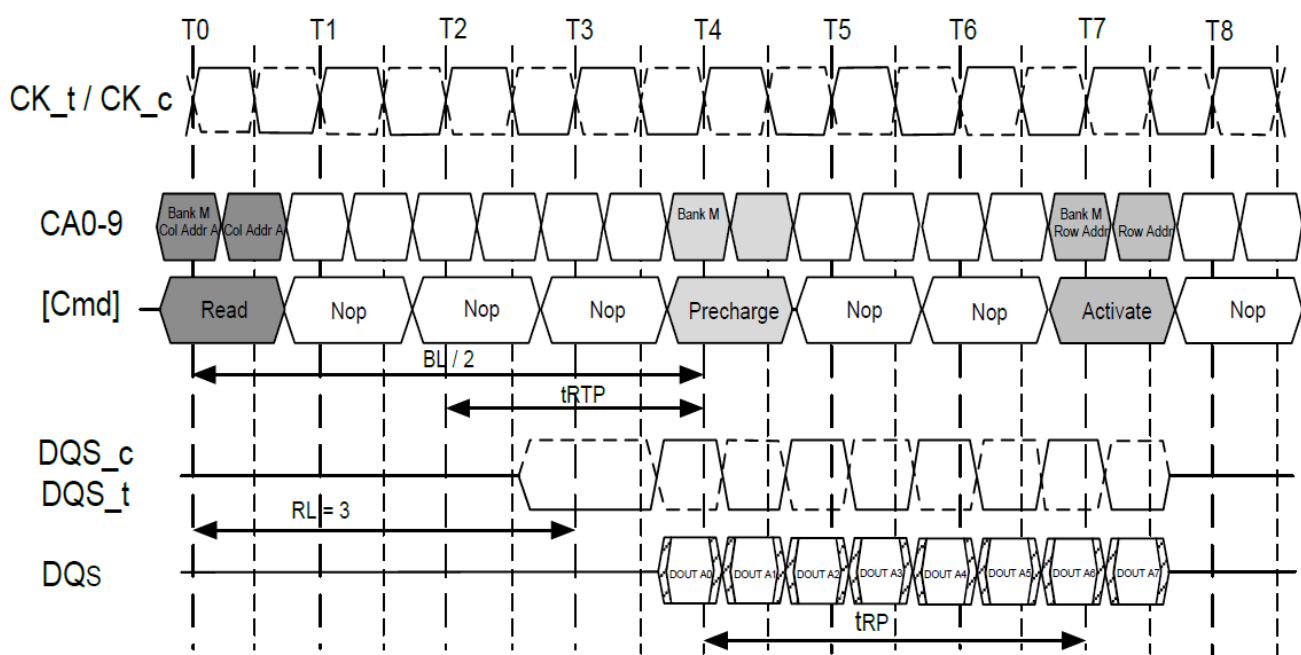 T0 T1 T2 T3 T4 T5 T6 T7 T8
CK_t / CK_c
CA0-9
Bank M
Col Addr A
Col Addr A
Bank M
Bank M
Row Addr
Row Addr
[Cmd] Read Nop Nop Nop Precharge Nop Nop Activate Nop
BL / 2
tRTP
DQS_c
DQS_t
RL = 3
DQs DOUT A0 DOUT A1 DOUT A2 DOUT A3 DOUT A4 DOUT A5 DOUT A6 DOUT A7
tRP